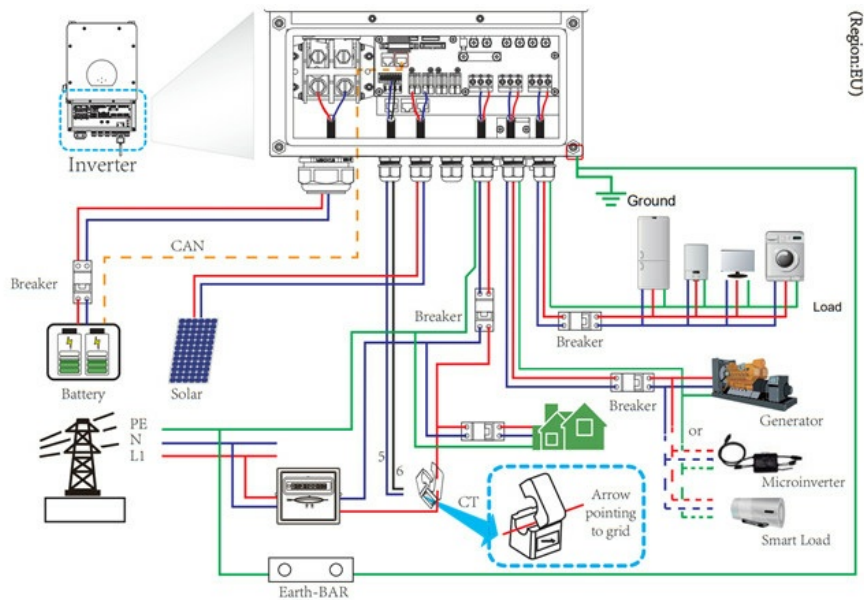 (Region:EU)
Inverter
Ground
CAN
Breaker
Load
Breaker
Breaker
Battery
Solar
Breaker
Generator
PE
N
L1
or
5
6
CT
Arrow
pointing
to grid
Microinverter
Smart Load
Earth-BAR